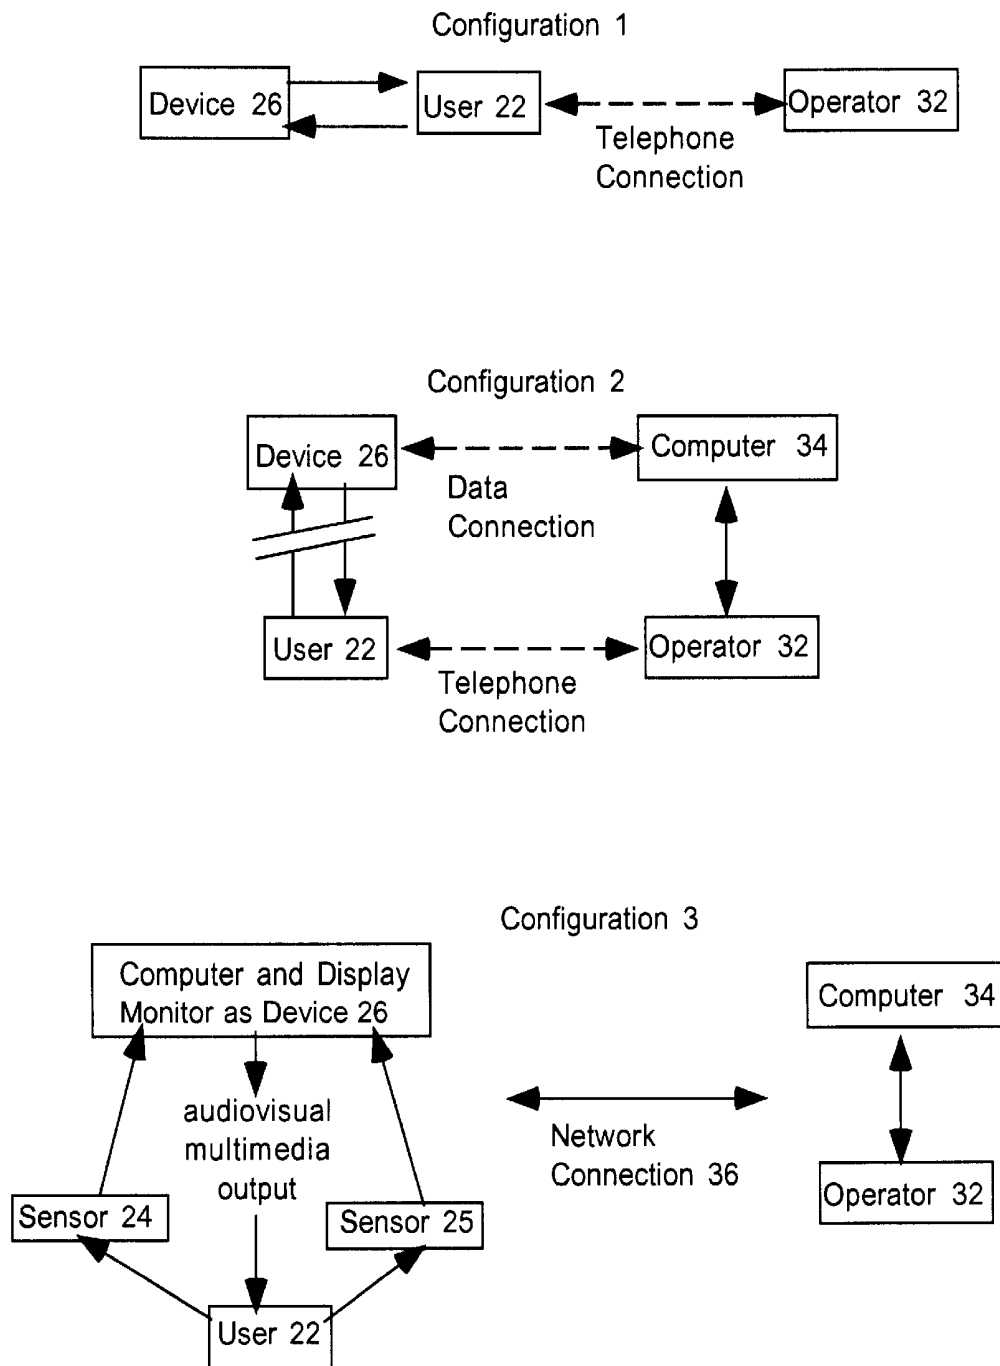 Configuration 1
Device 26
User 22
Operator 32
Telephone
Connection
Configuration 2
Device 26
Computer 34
Data
Connection
User 22
Operator 32
Telephone
Connection
Configuration 3
Computer and Display
Monitor as Device 26
Computer 34
audiovisual
multimedia
output
Network
Connection 36
Sensor 24
Sensor 25
Operator 32
User 22